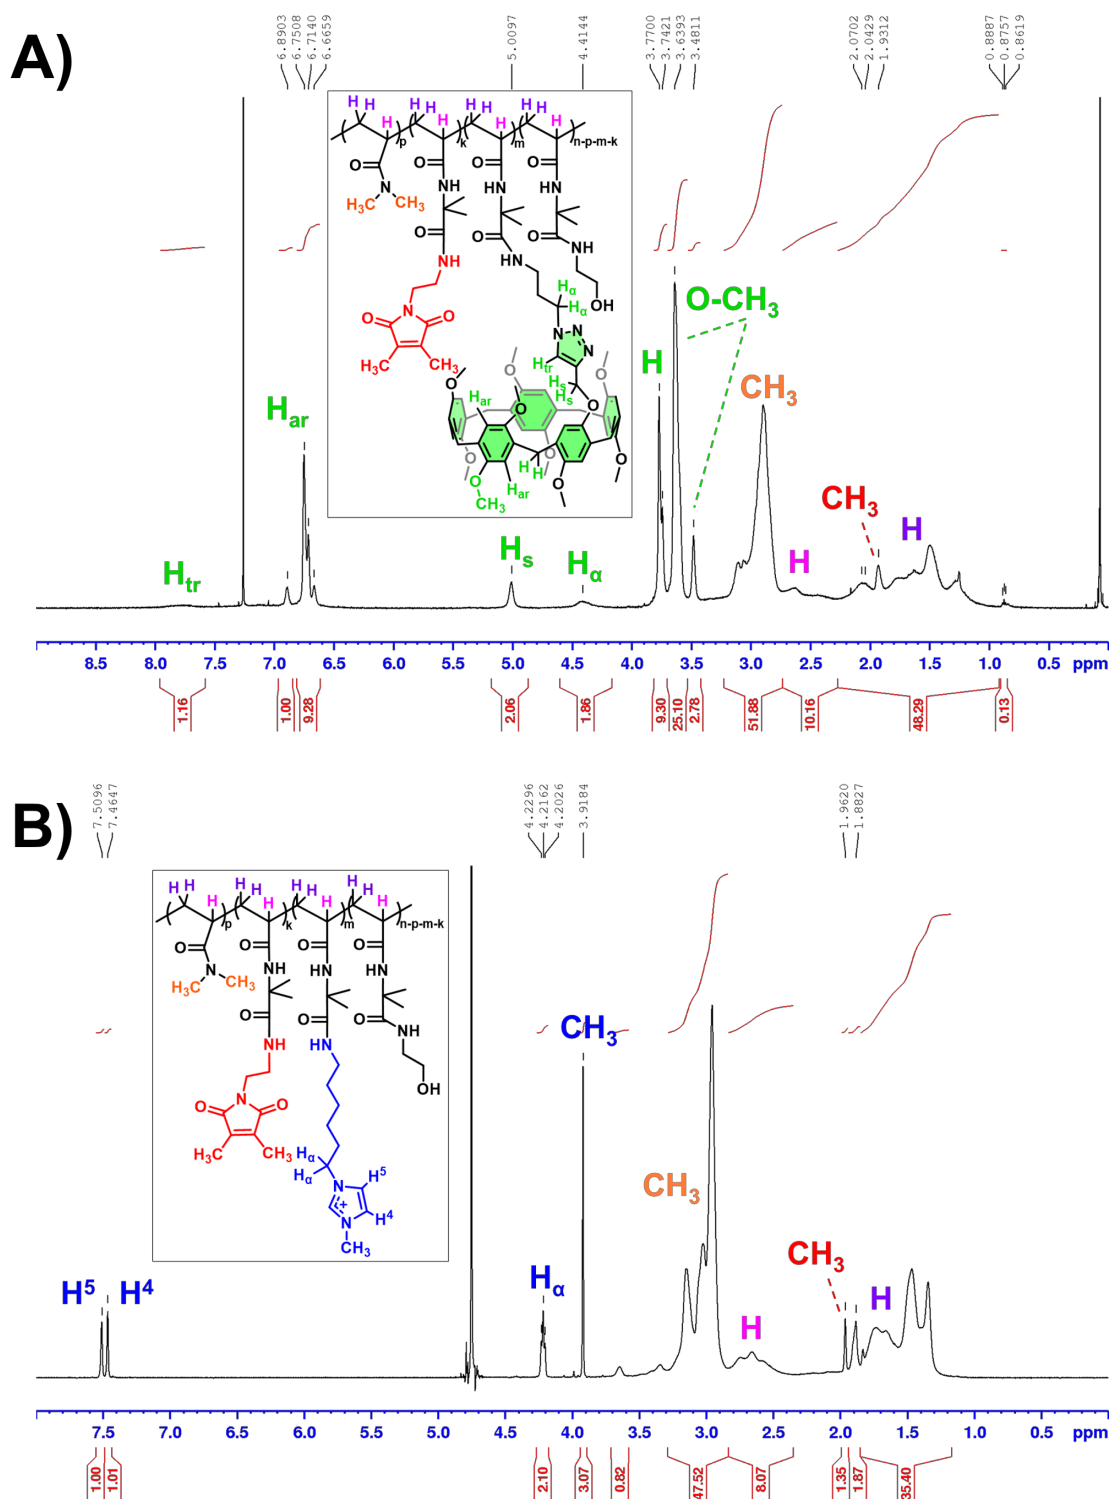 A)
6.8903
6.7508
6.7140
6.6659
5.0097
4.4144
3.7700
3.7421
3.6393
3.4811
2.0702
2.0429
1.9312
0.8887
0.8757
0.8619
H H H H H H H H
H H H H
p k m n-p-m-k
O O O O
N NH NH NH
H₃C CH₃
O O O
NH NH NH
Hα
Hα
OH
N
O O
H₃C CH₃
N N N
Htr
Hs
Hs
O O O O
Har
O O O
H H
O O O
Har
CH₃
Htr
Har
Hs
Hα
H
O-CH₃
CH₃
H
CH₃
H
8.5 8.0 7.5 7.0 6.5 6.0 5.5 5.0 4.5 4.0 3.5 3.0 2.5 2.0 1.5 1.0 0.5 ppm
1.16
1.00
9.28
2.06
1.86
9.30
25.10
2.78
51.88
10.16
48.29
0.13
B)
7.5096
7.4647
4.2296
4.2162
4.2026
3.9184
1.9620
1.8827
H H H H H H H H
H H H H
p k m n-p-m-k
O O O O
N NH NH NH
H₃C CH₃
O O O
NH HN NH
OH
N
O O
H₃C CH₃
Hα
Hα
N H⁵
+
N H⁴
CH₃
H⁵ H⁴
Hα
CH₃
CH₃
H
CH₃
H
7.5 7.0 6.5 6.0 5.5 5.0 4.5 4.0 3.5 3.0 2.5 2.0 1.5 1.0 ppm
1.00
1.01
2.10
3.07
0.82
47.52
8.07
1.35
1.87
35.40